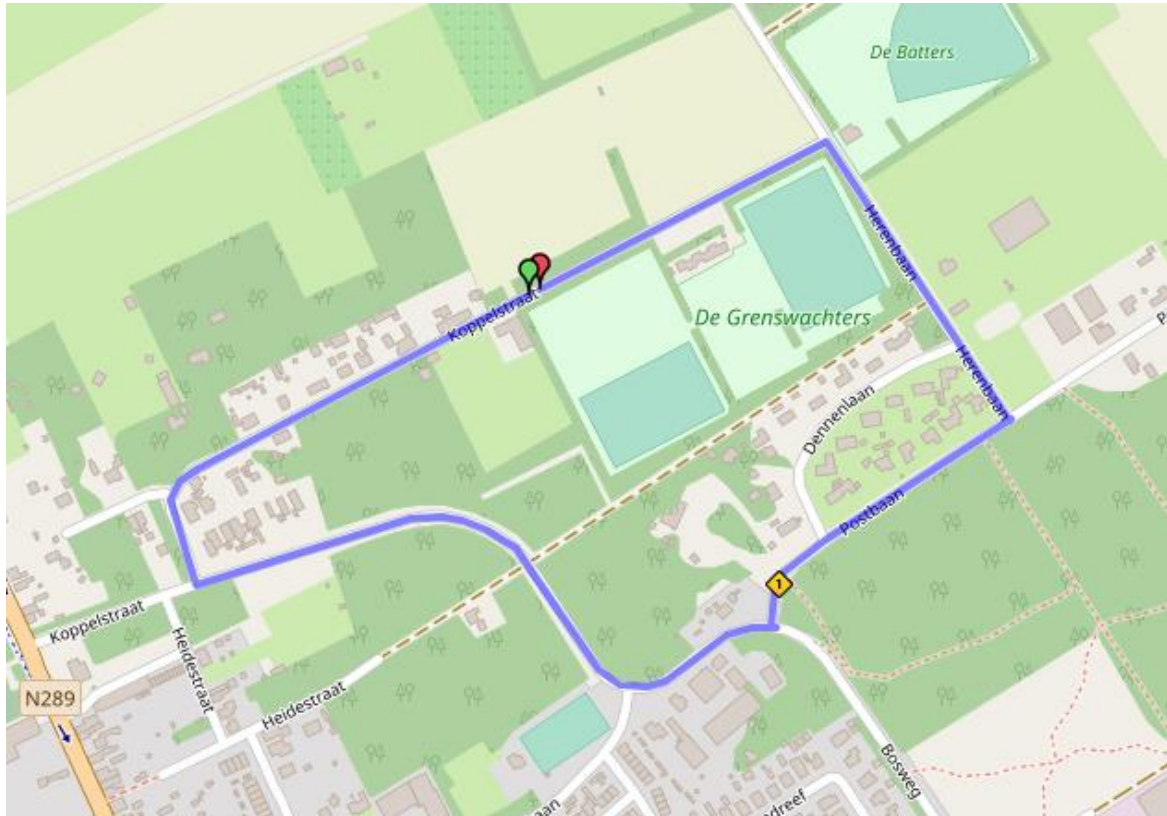 De Batters
Herenbaan
Koppelstraat
De Grenswachters
Herenbaan
Dennenlaan
Postbaan
1
Koppelstraat
Heidestraat
N289
Heidestraat
Bosweg